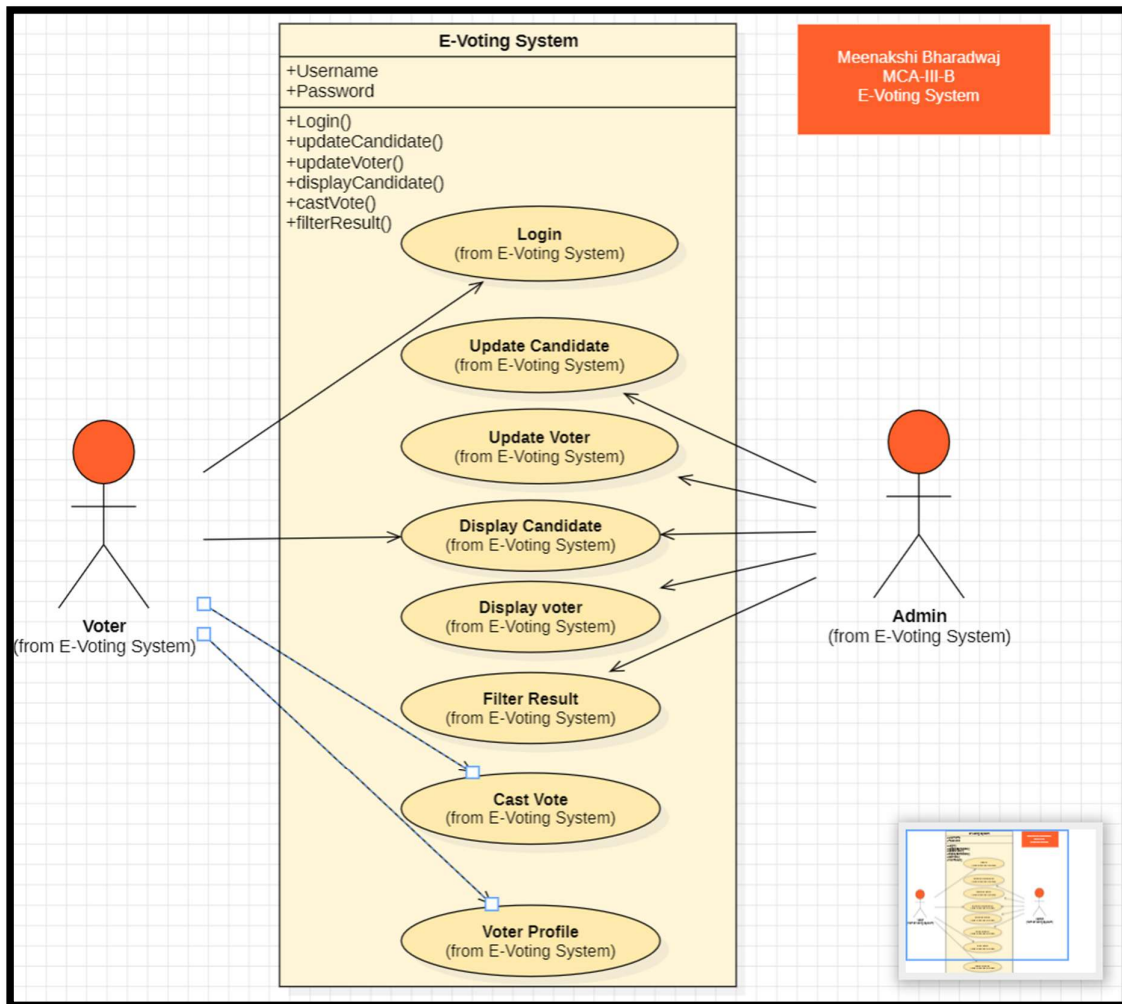 E-Voting System
+Username
+Password
+Login()
+updateCandidate()
+updateVoter()
+displayCandidate()
+castVote()
+filterResult()
Meenakshi Bharadwaj
MCA-III-B
E-Voting System
Login
(from E-Voting System)
Update Candidate
(from E-Voting System)
Update Voter
(from E-Voting System)
Display Candidate
(from E-Voting System)
Display voter
(from E-Voting System)
Filter Result
(from E-Voting System)
Cast Vote
(from E-Voting System)
Voter Profile
(from E-Voting System)
Voter
(from E-Voting System)
Admin
(from E-Voting System)